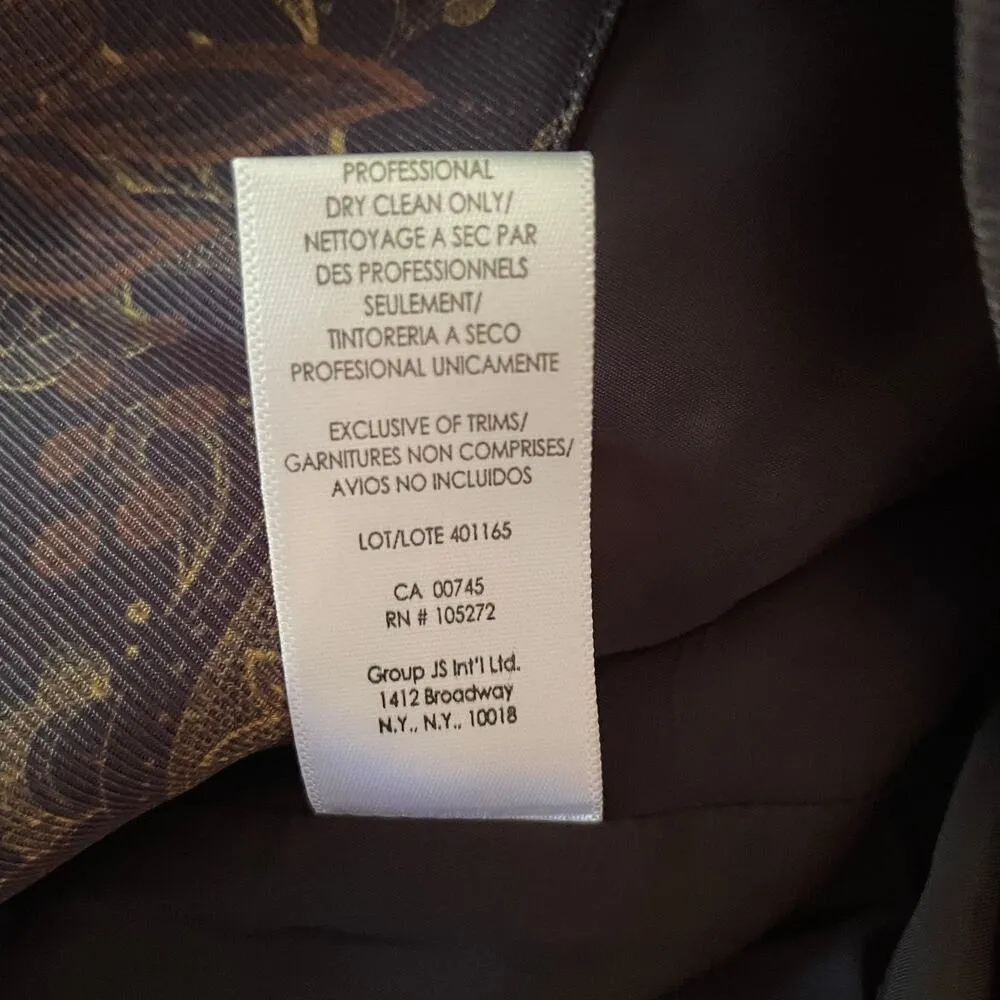 PROFESSIONAL
DRY CLEAN ONLY/
NETTOYAGE A SEC PAR
DES PROFESSIONNELS
SEULEMENT/
TINTORERIA A SECO
PROFESIONAL UNICAMENTE
EXCLUSIVE OF TRIMS/
GARNITURES NON COMPRISES/
AVIOS NO INCLUIDOS
LOT/LOTE 401165
CA 00745
RN # 105272
Group JS Int'l Ltd.
1412 Broadway
N.Y., N.Y., 10018